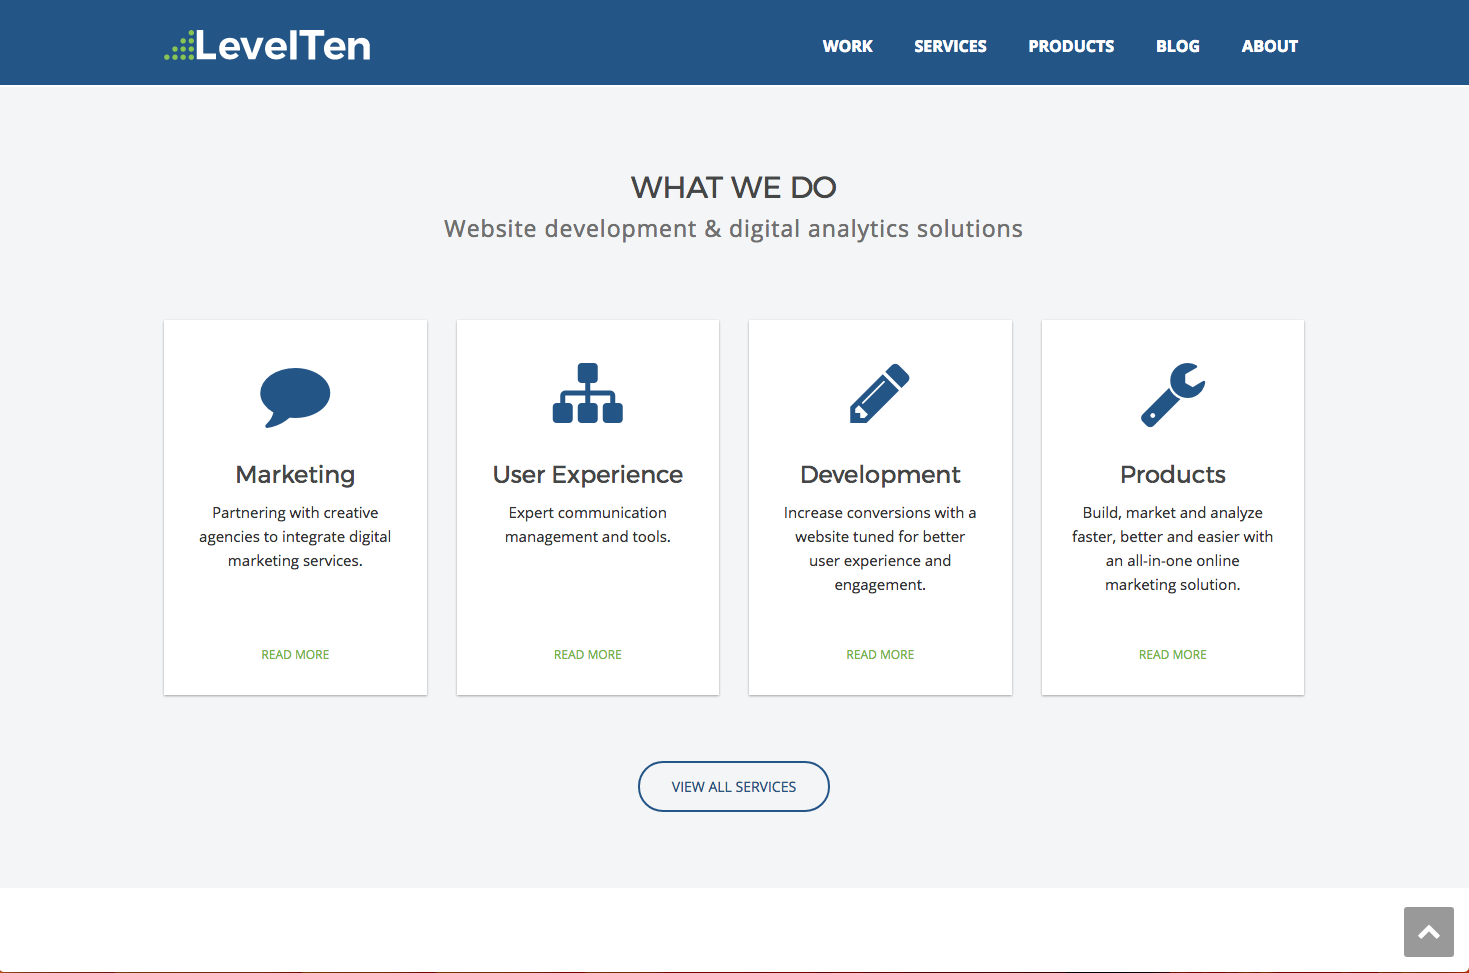 LevelTen
WORK SERVICES PRODUCTS BLOG ABOUT
WHAT WE DO
Website development & digital analytics solutions
Marketing
Partnering with creative
agencies to integrate digital
marketing services.
READ MORE
User Experience
Expert communication
management and tools.
READ MORE
Development
Increase conversions with a
website tuned for better
user experience and
engagement.
READ MORE
Products
Build, market and analyze
faster, better and easier with
an all-in-one online
marketing solution.
READ MORE
VIEW ALL SERVICES